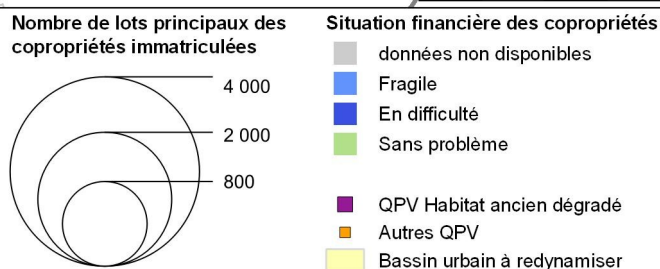 Nombre de lots principaux des
copropriétés immatriculées
4 000
2 000
800
Situation financière des copropriétés
données non disponibles
Fragile
En difficulté
Sans problème
QPV Habitat ancien dégradé
Autres QPV
Bassin urbain à redynamiser